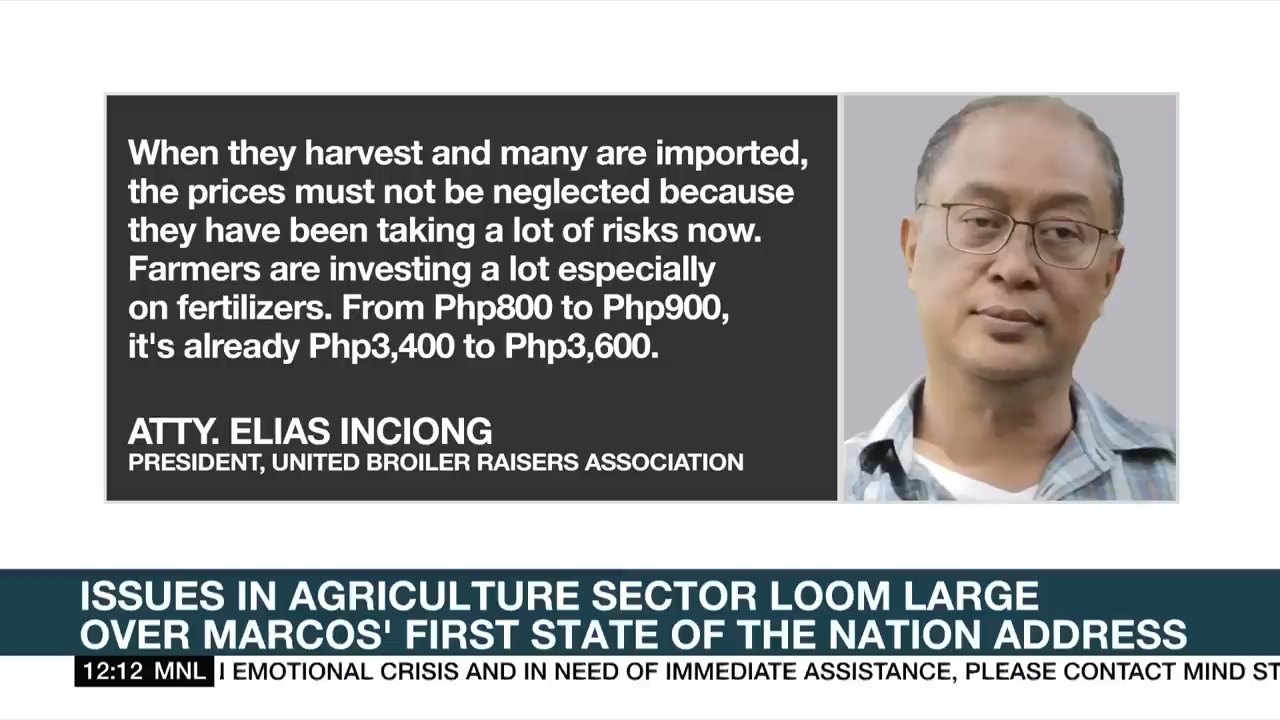 When they harvest and many are imported,
the prices must not be neglected because
they have been taking a lot of risks now.
Farmers are investing a lot especially
on fertilizers. From Php800 to Php900,
it's already Php3,400 to Php3,600.
ATTY. ELIAS INCIONG
PRESIDENT, UNITED BROILER RAISERS ASSOCIATION
ISSUES IN AGRICULTURE SECTOR LOOM LARGE
OVER MARCOS' FIRST STATE OF THE NATION ADDRESS
12:12 MNL EMOTIONAL CRISIS AND IN NEED OF IMMEDIATE ASSISTANCE, PLEASE CONTACT MIND